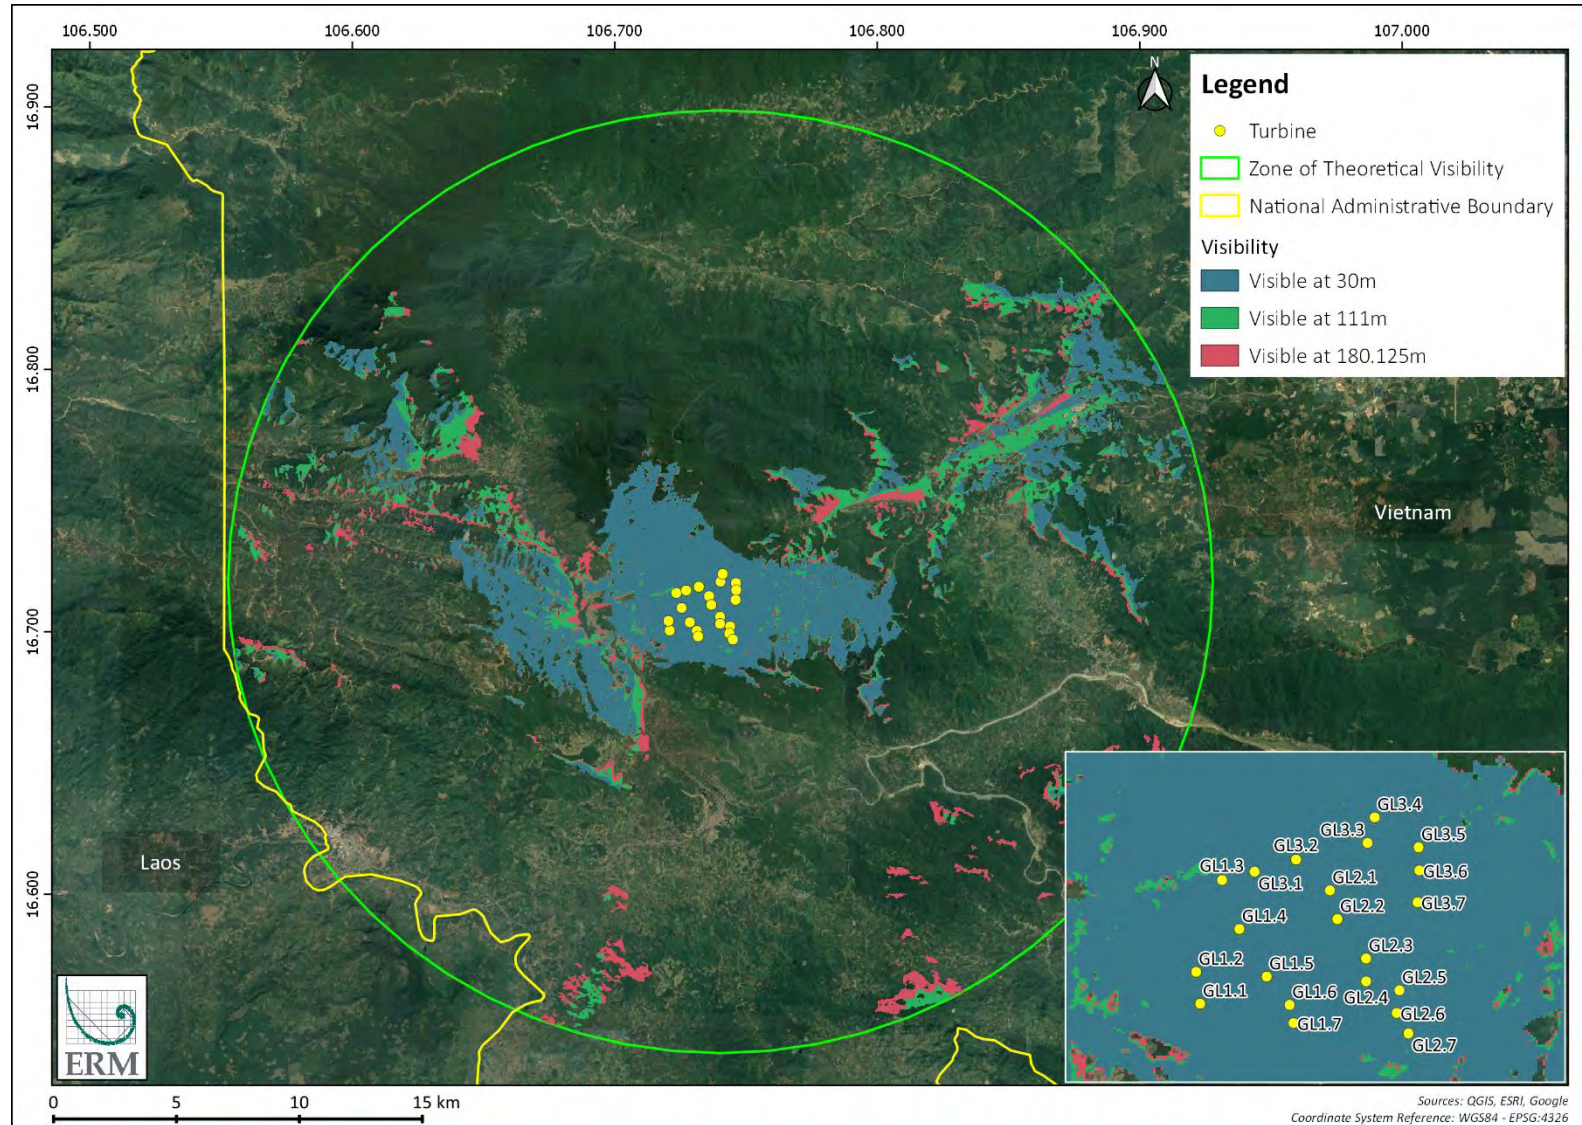 106.500
106.600
106.700
106.800
106.900
107.000
16.900
16.800
16.700
16.600
N
Legend
Turbine
Zone of Theoretical Visibility
National Administrative Boundary
Visibility
Visible at 30m
Visible at 111m
Visible at 180.125m
Vietnam
Laos
GL3.4
GL3.3
GL3.5
GL3.2
GL1.3
GL3.1
GL2.1
GL3.6
GL2.2
GL3.7
GL1.4
GL2.3
GL1.2
GL1.5
GL2.5
GL1.1
GL1.6
GL2.4
GL2.6
GL1.7
GL2.7
ERM
0 5 10 15 km
Sources: QGIS, ESRI, Google
Coordinate System Reference: WGS84 - EPSG:4326